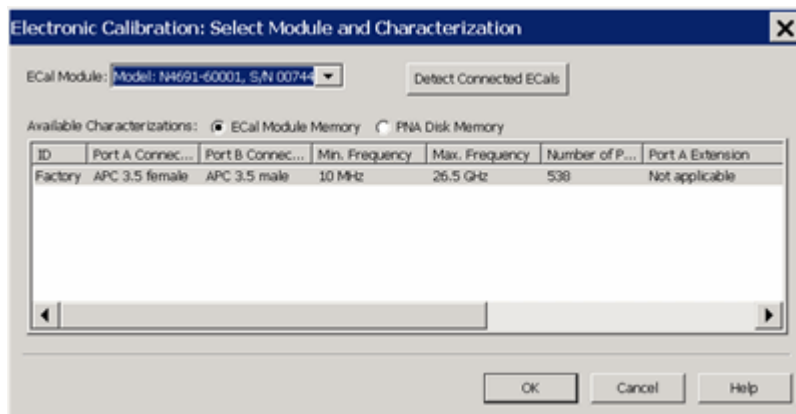 Electronic Calibration: Select Module and Characterization
ECal Module: Model: N4691-60001, S/N 00744 Detect Connected ECals
Available Characterizations: ECal Module Memory PNA Disk Memory
ID Port A Connec... Port B Connec... Min. Frequency Max. Frequency Number of P... Port A Extension
Factory APC 3.5 female APC 3.5 male 10 MHz 26.5 GHz 538 Not applicable
OK Cancel Help